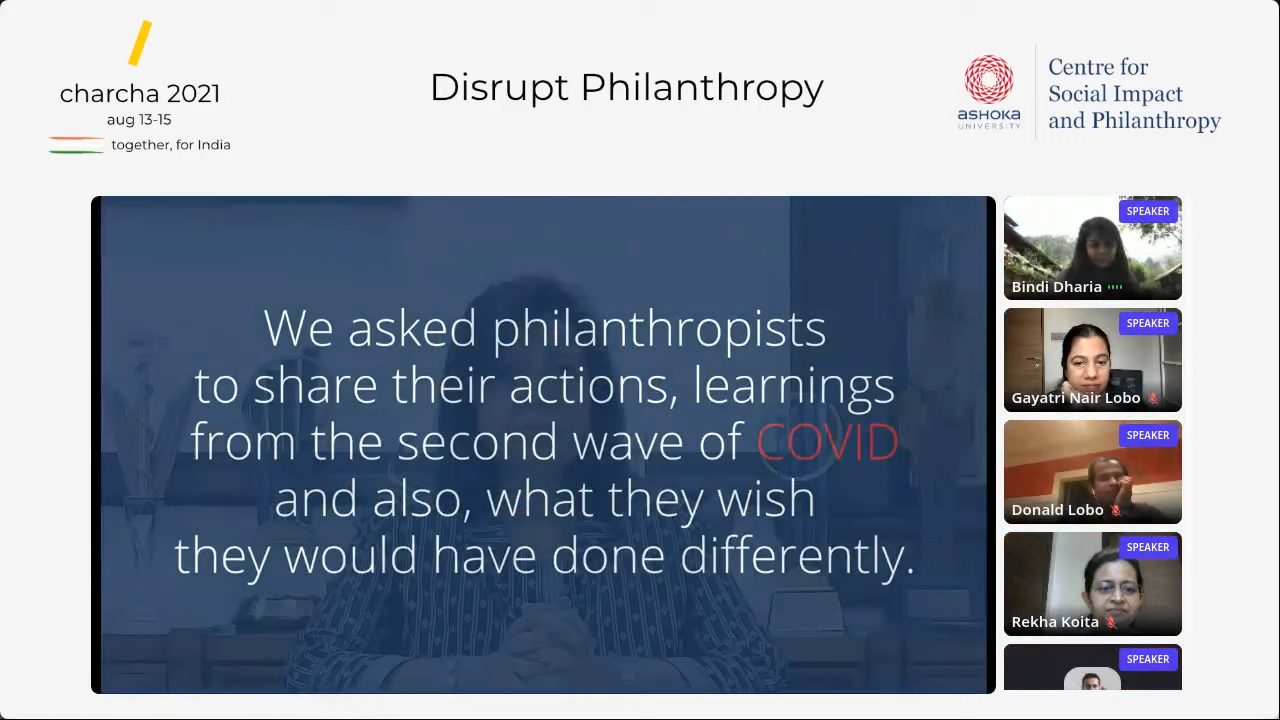 charcha 2021
aug 13-15
together, for India
Disrupt Philanthropy
ASHOKA
UNIVERSITY
Centre for
Social Impact
and Philanthropy
We asked philanthropists
to share their actions, learnings
from the second wave of COVID
and also, what they wish
they would have done differently.
SPEAKER
Bindi Dharia
SPEAKER
Gayatri Nair Lobo
SPEAKER
Donald Lobo
SPEAKER
Rekha Koita
SPEAKER